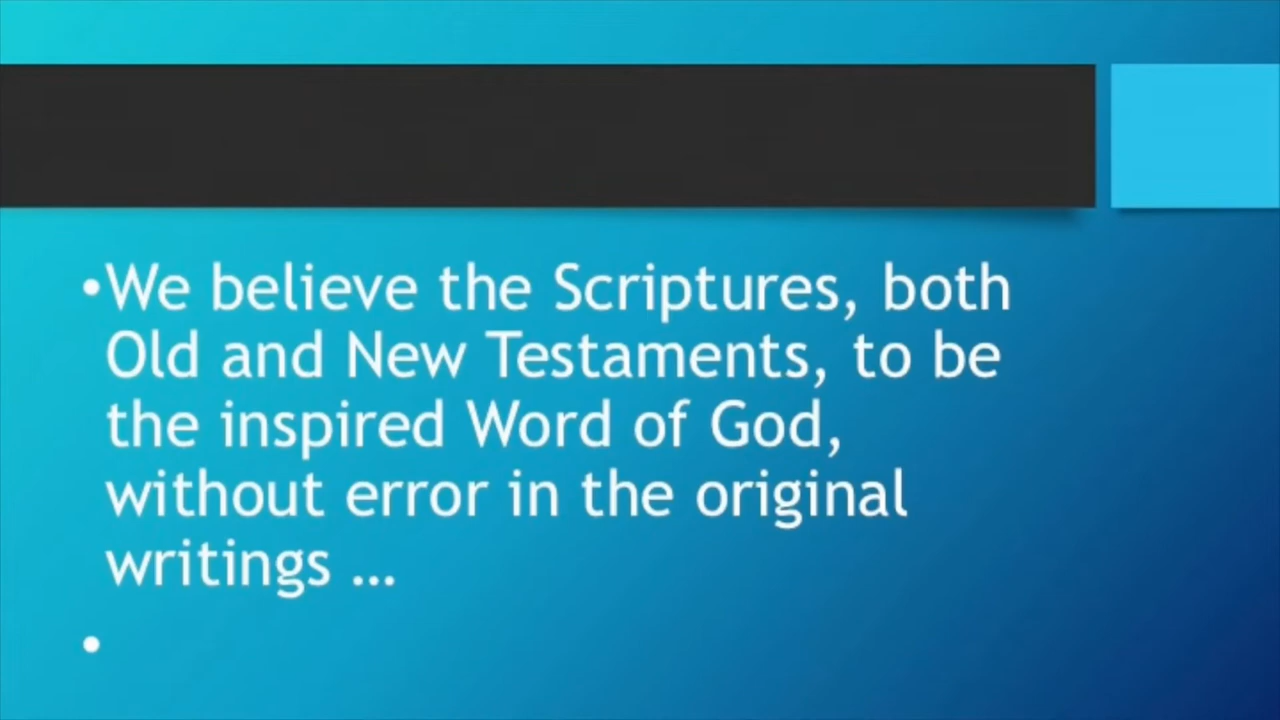 •We believe the Scriptures, both
Old and New Testaments, to be
the inspired Word of God,
without error in the original
writings ...
•